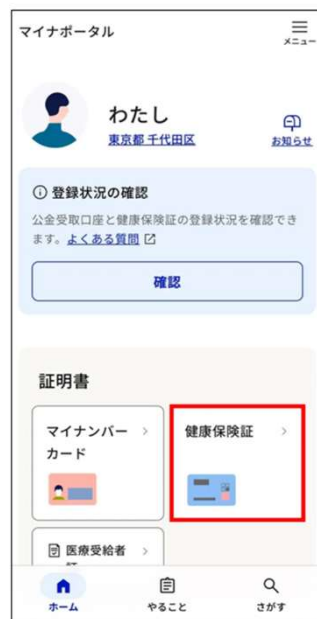 マイナポータル
メニュー
わたし
東京都 千代田区
お知らせ
登録状況の確認
公金受取口座と健康保険証の登録状況を確認でき
ます。よくある質問
確認
証明書
マイナンバー
カード
健康保険証
医療受給者
ホーム
やること
さがす